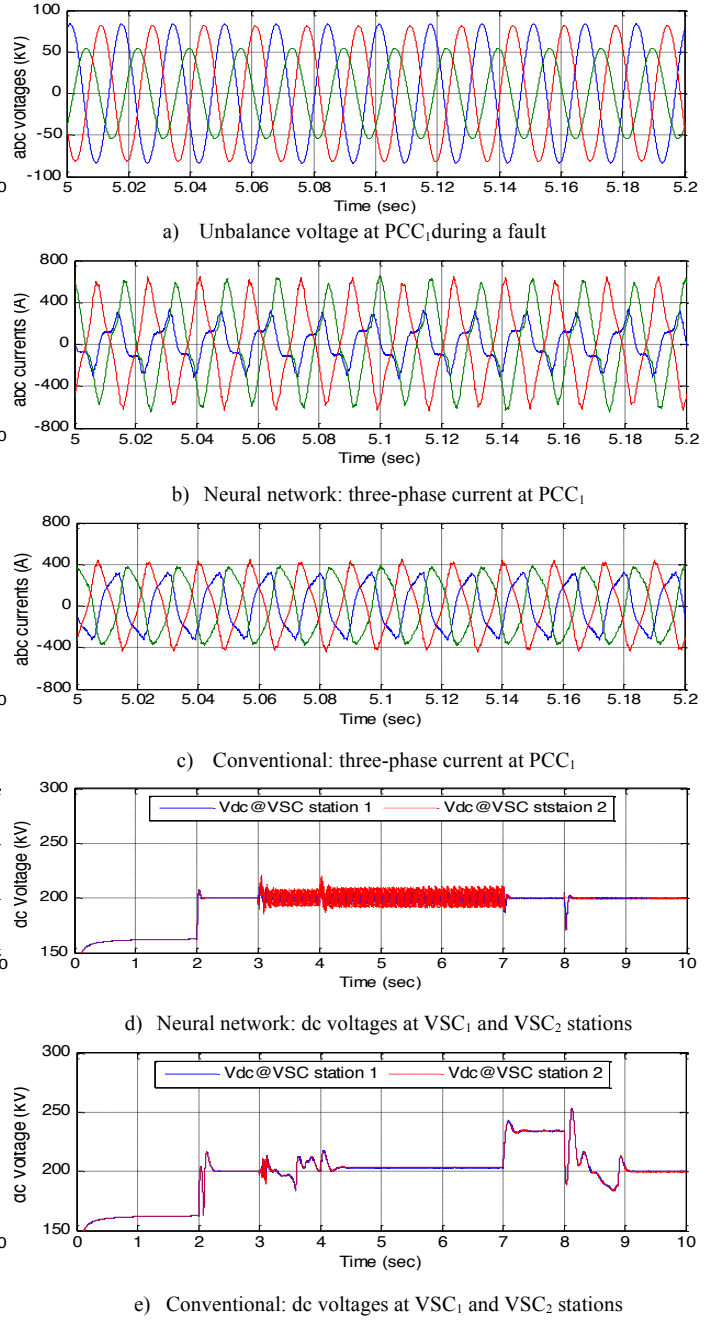 100
50
0
-50
-100
abc voltages (kV)
5 5.02 5.04 5.06 5.08 5.1 5.12 5.14 5.16 5.18 5.2
Time (sec)
a) Unbalance voltage at PCC₁during a fault
800
400
0
-400
-800
abc currents (A)
5 5.02 5.04 5.06 5.08 5.1 5.12 5.14 5.16 5.18 5.2
Time (sec)
b) Neural network: three-phase current at PCC₁
800
400
0
-400
-800
abc currents (A)
5 5.02 5.04 5.06 5.08 5.1 5.12 5.14 5.16 5.18 5.2
Time (sec)
c) Conventional: three-phase current at PCC₁
300
250
200
150
dc Voltage (kV)
Vdc@VSC station 1 Vdc@VSC ststaion 2
0 1 2 3 4 5 6 7 8 9 10
Time (sec)
d) Neural network: dc voltages at VSC₁ and VSC₂ stations
300
250
200
150
dc Voltage (kV)
Vdc@VSC station 1 Vdc@VSC station 2
0 1 2 3 4 5 6 7 8 9 10
Time (sec)
e) Conventional: dc voltages at VSC₁ and VSC₂ stations